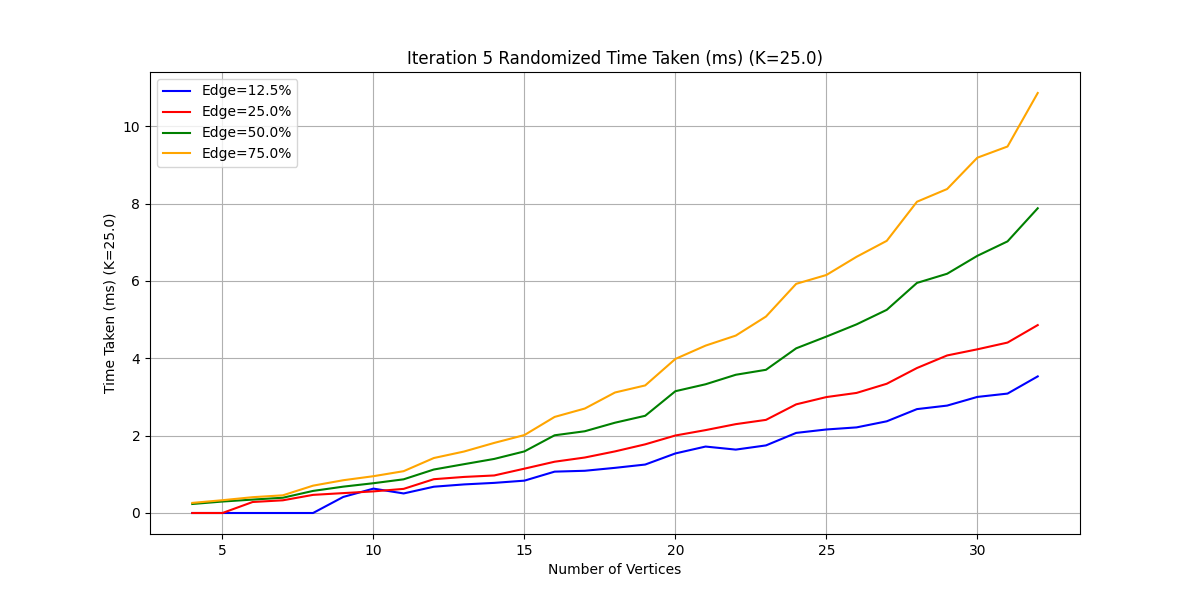 Iteration 5 Randomized Time Taken (ms) (K=25.0)
Edge=12.5%
Edge=25.0%
Edge=50.0%
Edge=75.0%
Time Taken (ms) (K=25.0)
10
8
6
4
2
0
5 10 15 20 25 30
Number of Vertices